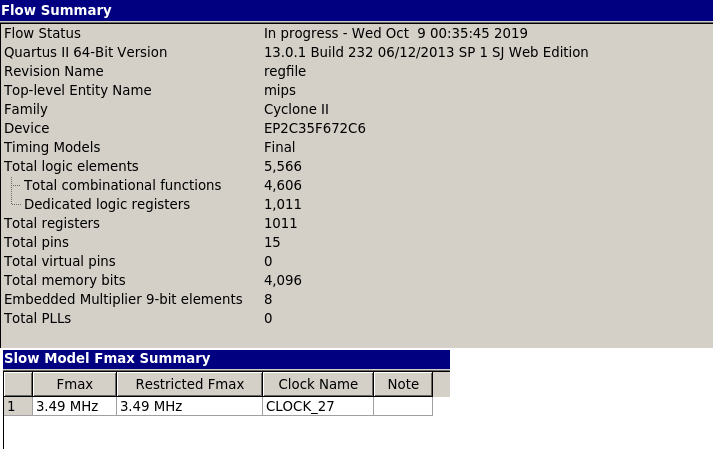 Flow Summary
Flow Status In progress - Wed Oct  9 00:35:45 2019
Quartus II 64-Bit Version 13.0.1 Build 232 06/12/2013 SP 1 SJ Web Edition
Revision Name regfile
Top-level Entity Name mips
Family Cyclone II
Device EP2C35F672C6
Timing Models Final
Total logic elements 5,566
Total combinational functions 4,606
Dedicated logic registers 1,011
Total registers 1011
Total pins 15
Total virtual pins 0
Total memory bits 4,096
Embedded Multiplier 9-bit elements 8
Total PLLs 0
Slow Model Fmax Summary
Fmax Restricted Fmax Clock Name Note
1 3.49 MHz 3.49 MHz CLOCK_27